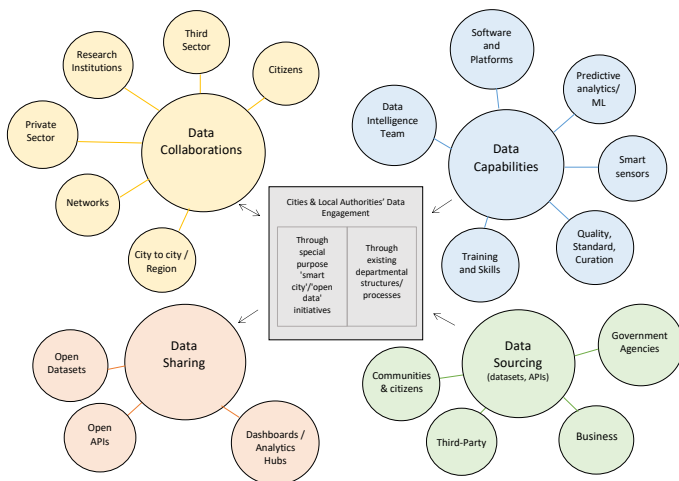 Third
Sector
Research
Institutions
Citizens
Private
Sector
Data
Collaborations
Networks
City to city /
Region
Software
and
Platforms
Predictive
analytics/
ML
Data
Intelligence
Team
Data
Capabilities
Smart
sensors
Quality,
Standard,
Curation
Training
and Skills
Cities & Local Authorities' Data
Engagement
Through
special
purpose
'smart
city'/'open
data'
initiatives
Through
existing
departmental
structures/
processes
Data
Sharing
Open
Datasets
Open
APIs
Dashboards /
Analytics
Hubs
Data
Sourcing
(datasets, APIs)
Government
Agencies
Communities
& citizens
Third-Party
Business